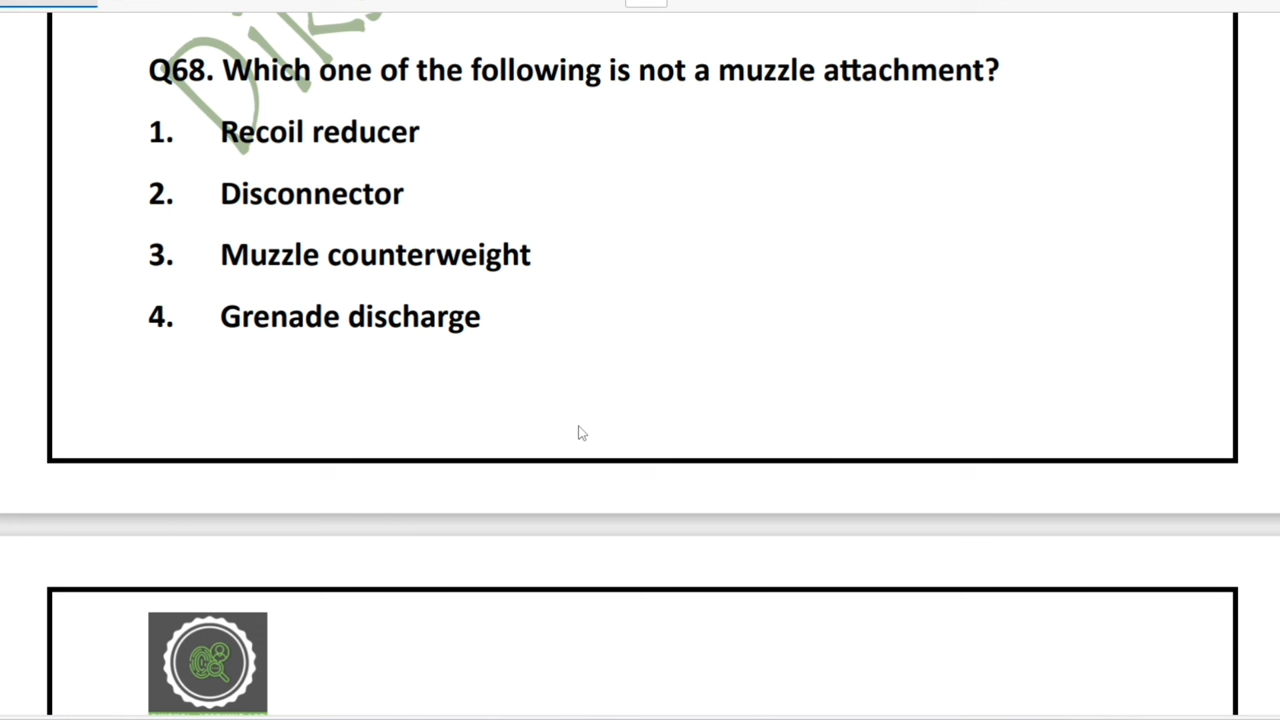 Q68. Which one of the following is not a muzzle attachment?
1. Recoil reducer
2. Disconnector
3. Muzzle counterweight
4. Grenade discharge